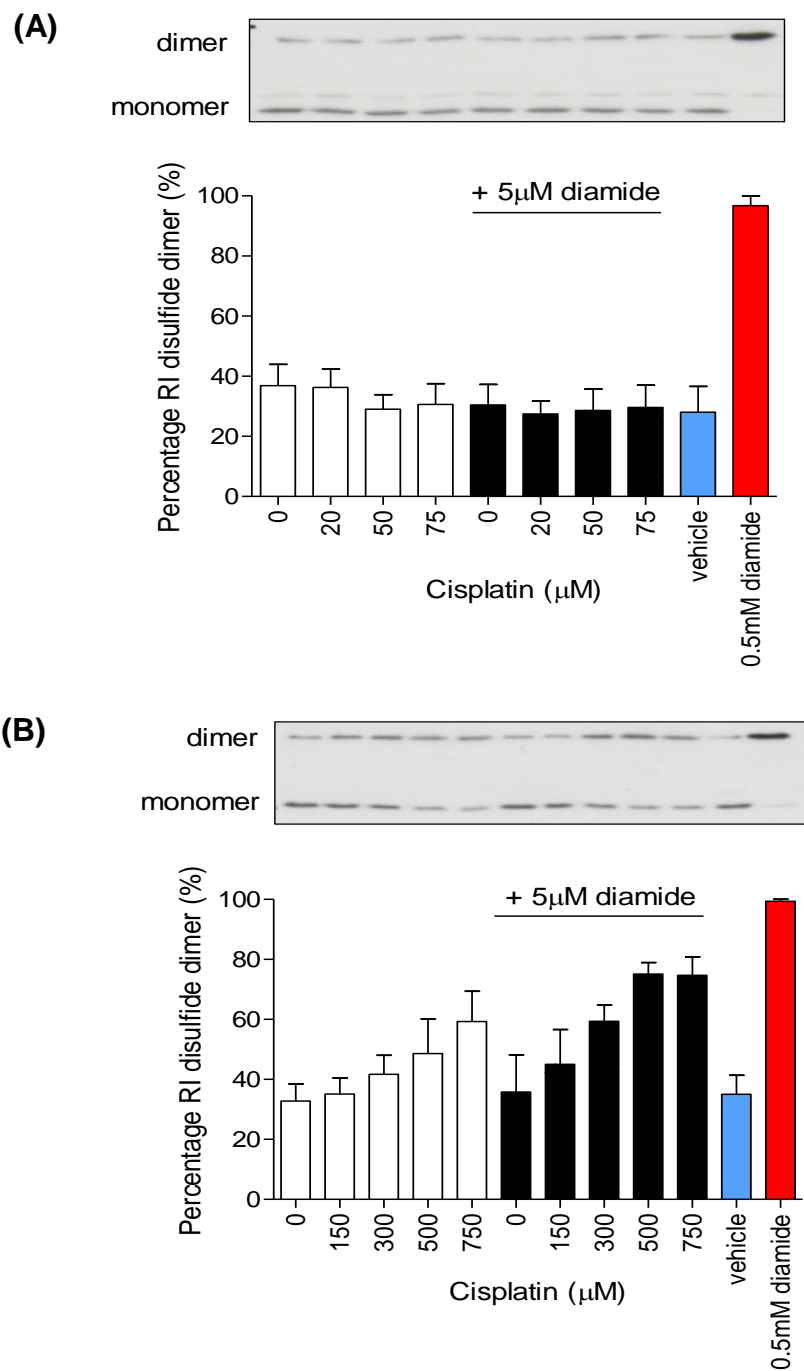 (A)
dimer
monomer
Percentage RI disulfide dimer (%)
100
80
60
40
20
0
+ 5μM diamide
0 20 50 75 0 20 50 75 vehicle 0.5mM diamide
Cisplatin (μM)
(B)
dimer
monomer
Percentage RI disulfide dimer (%)
100
80
60
40
20
0
+ 5μM diamide
0 150 300 500 750 0 150 300 500 750 vehicle 0.5mM diamide
Cisplatin (μM)